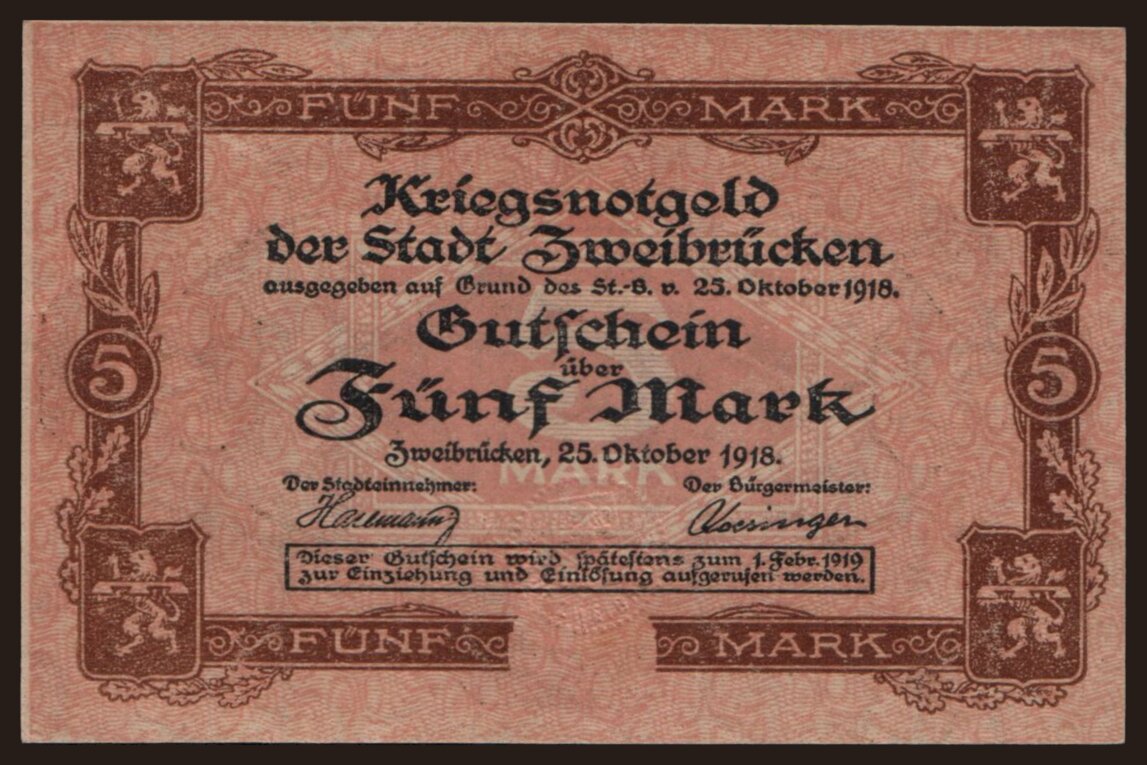 FÜNF MARK
Kriegsnotgeld
der Stadt Zweibrücken
ausgegeben auf Grund des St.-B. v. 25. Oktober 1918.
Gutschein
über
5 Fünf Mark 5
Zweibrücken, 25. Oktober 1918.
MARK
Der Stadteinnehmer: Der Bürgermeister:
Roesinger
Dieser Gutschein wird spätestens zum 1. Febr. 1919
zur Einziehung und Einlösung aufgerufen werden.
FÜNF MARK